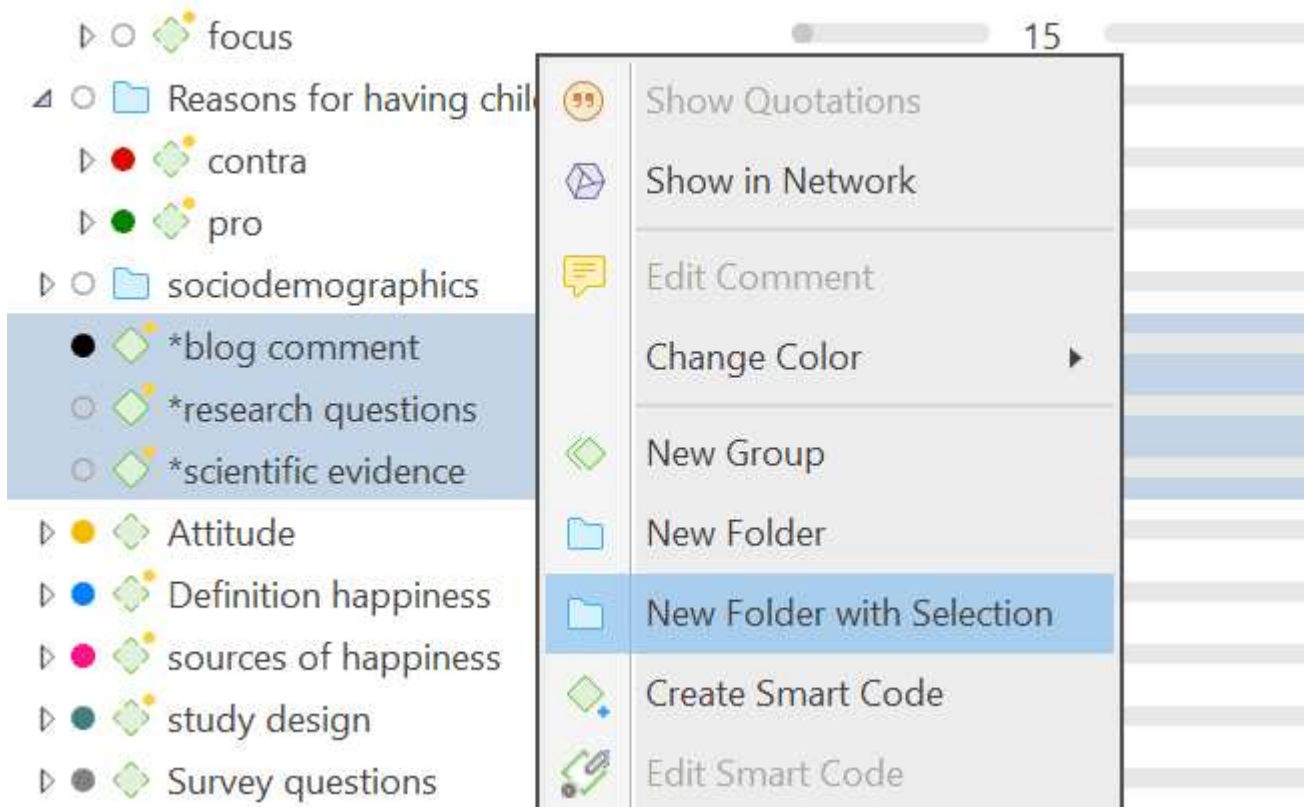 focus 15
Reasons for having chil
contra
pro
sociodemographics
*blog comment
*research questions
*scientific evidence
Attitude
Definition happiness
sources of happiness
study design
Survey questions
Show Quotations
Show in Network
Edit Comment
Change Color
New Group
New Folder
New Folder with Selection
Create Smart Code
Edit Smart Code